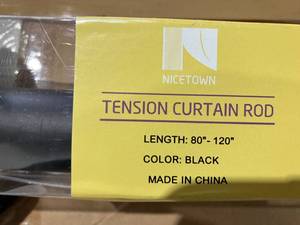 NICETOWN
TENSION CURTAIN ROD
LENGTH: 80"- 120"
COLOR: BLACK
MADE IN CHINA